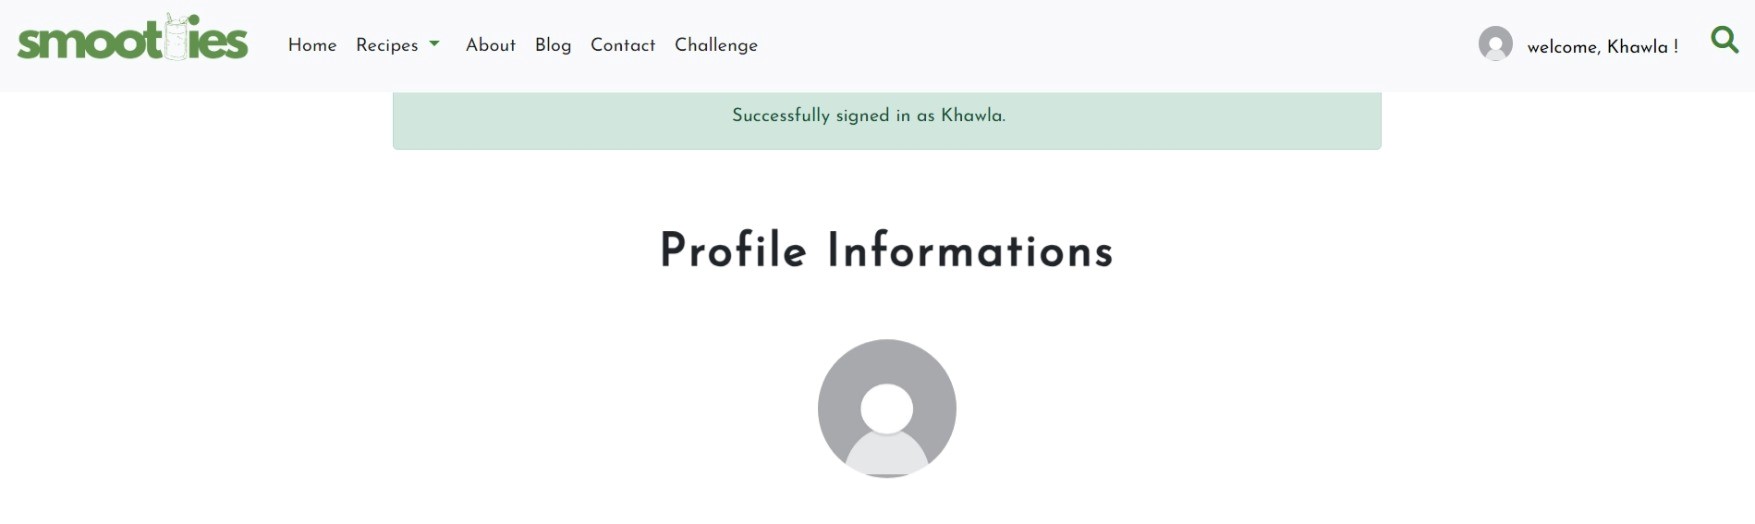 smoothies
Home Recipes About Blog Contact Challenge
welcome, Khawla !
Successfully signed in as Khawla.
Profile Informations